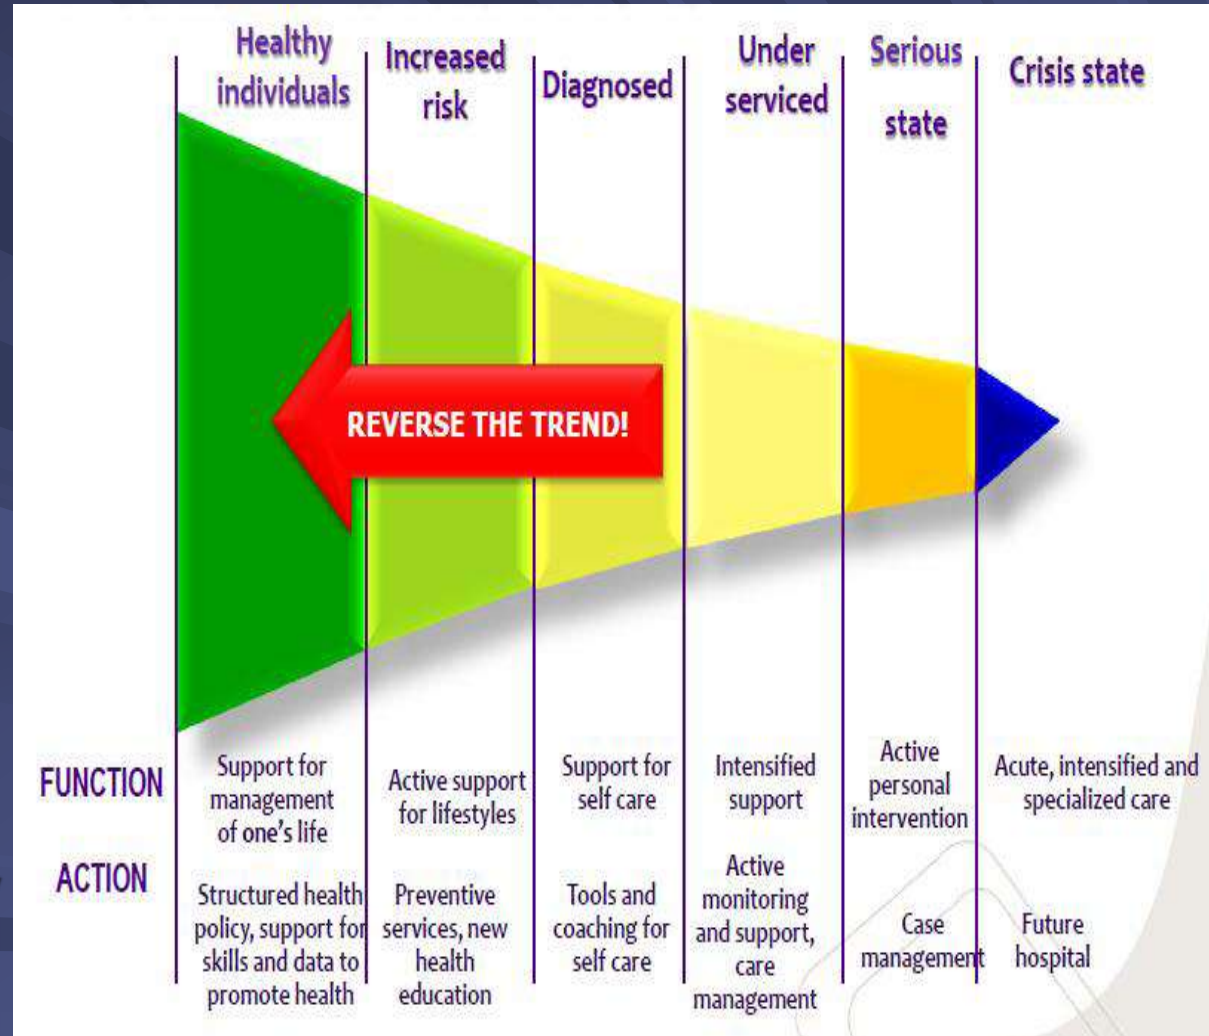 Healthy
individuals
Increased
risk
Diagnosed
Under
serviced
Serious
state
Crisis state
REVERSE THE TREND!
FUNCTION
Support for
management
of one's life
Active support
for lifestyles
Support for
self care
Intensified
support
Active
personal
intervention
Acute, intensified and
specialized care
ACTION
Structured health
policy, support for
skills and data to
promote health
Preventive
services, new
health
education
Tools and
coaching for
self care
Active
monitoring
and support,
care
management
Case
management
Future
hospital